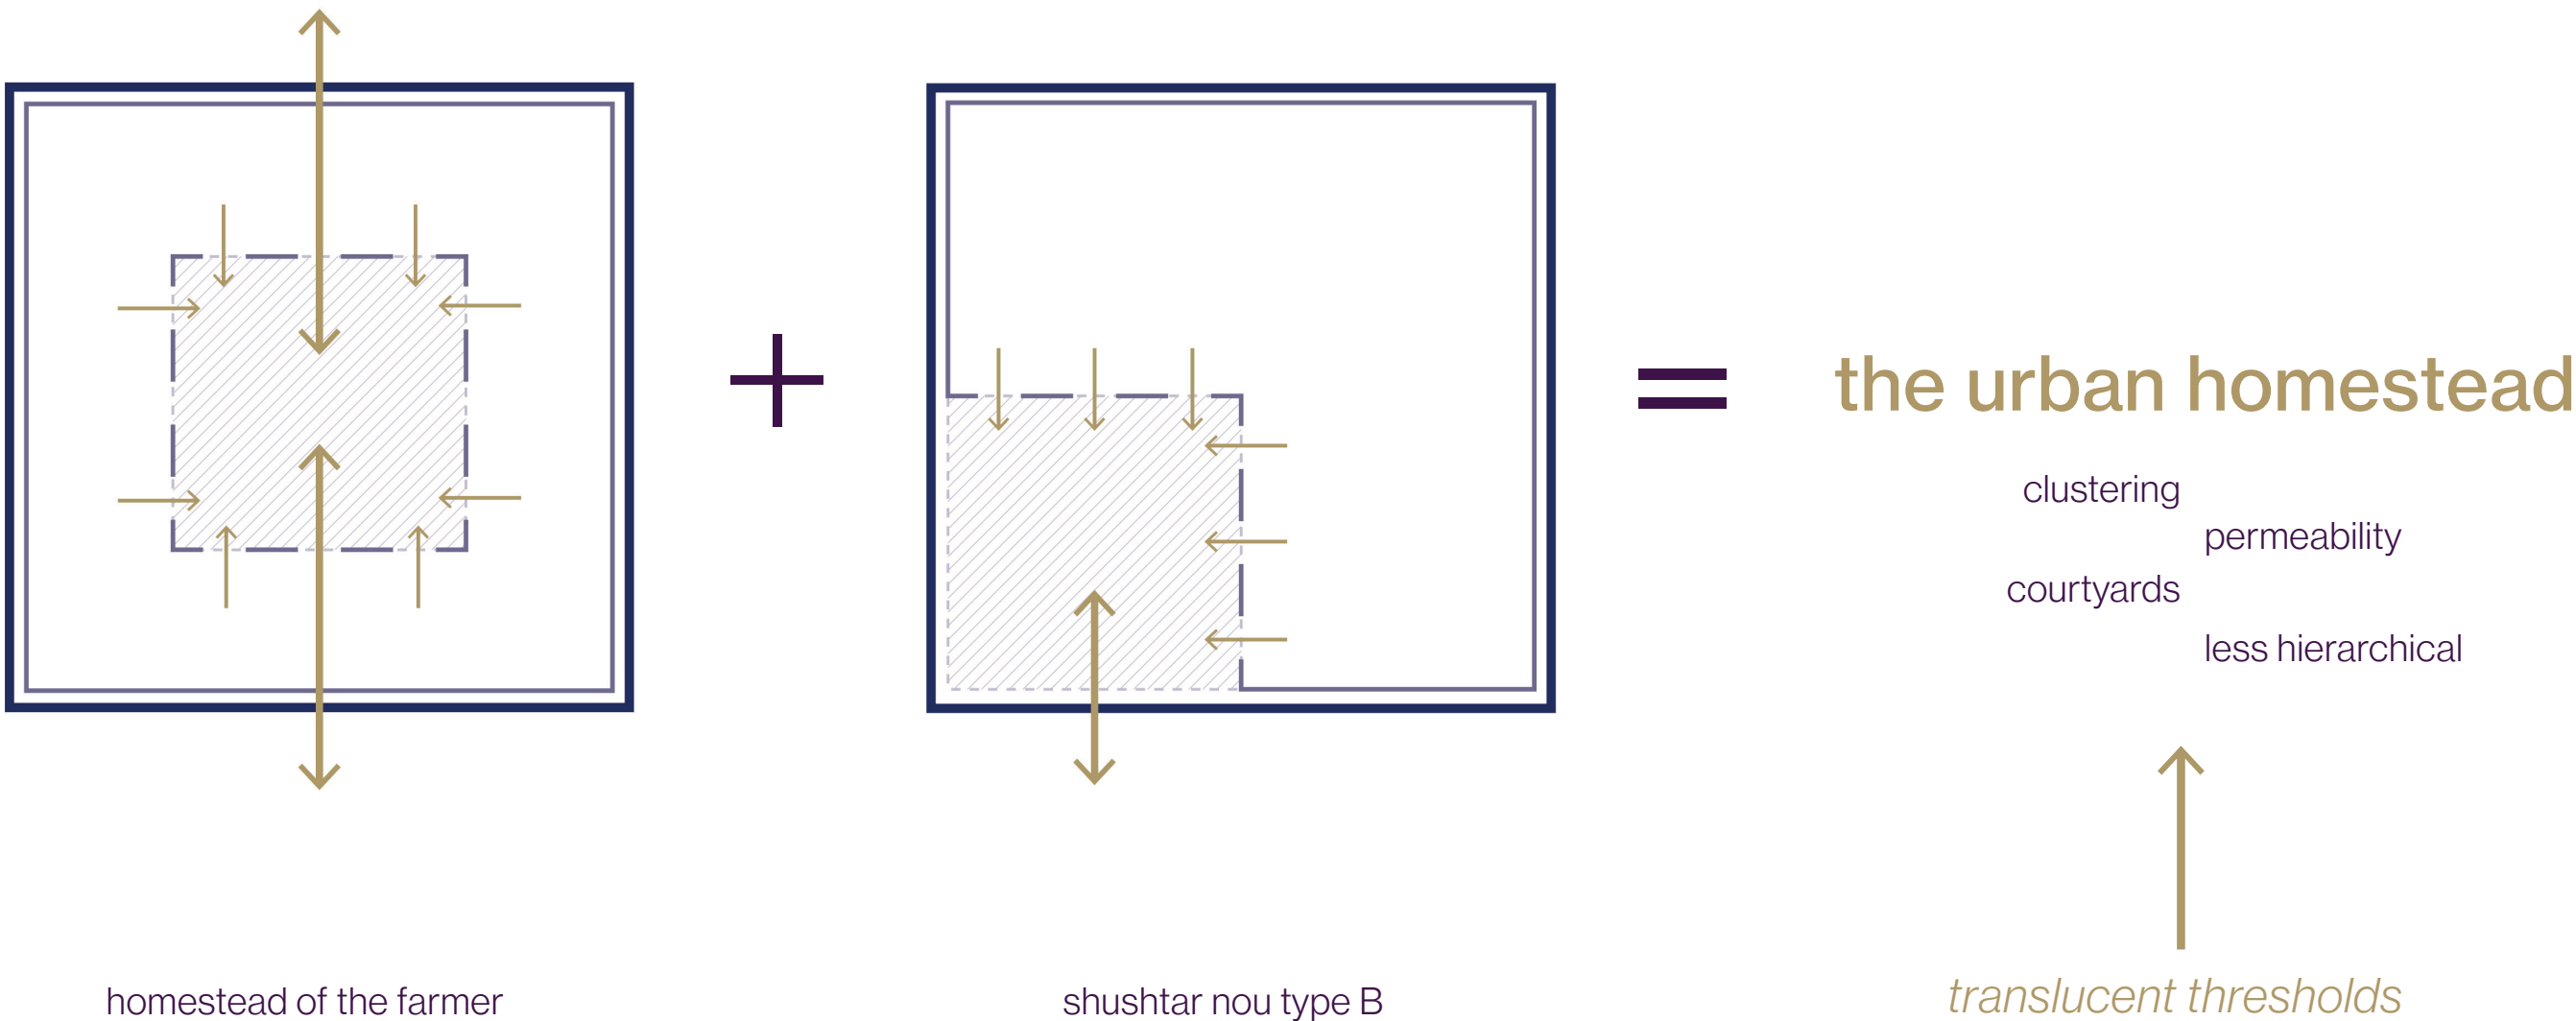 the urban homestead
clustering
permeability
courtyards
less hierarchical
homestead of the farmer
shushtar nou type B
translucent thresholds